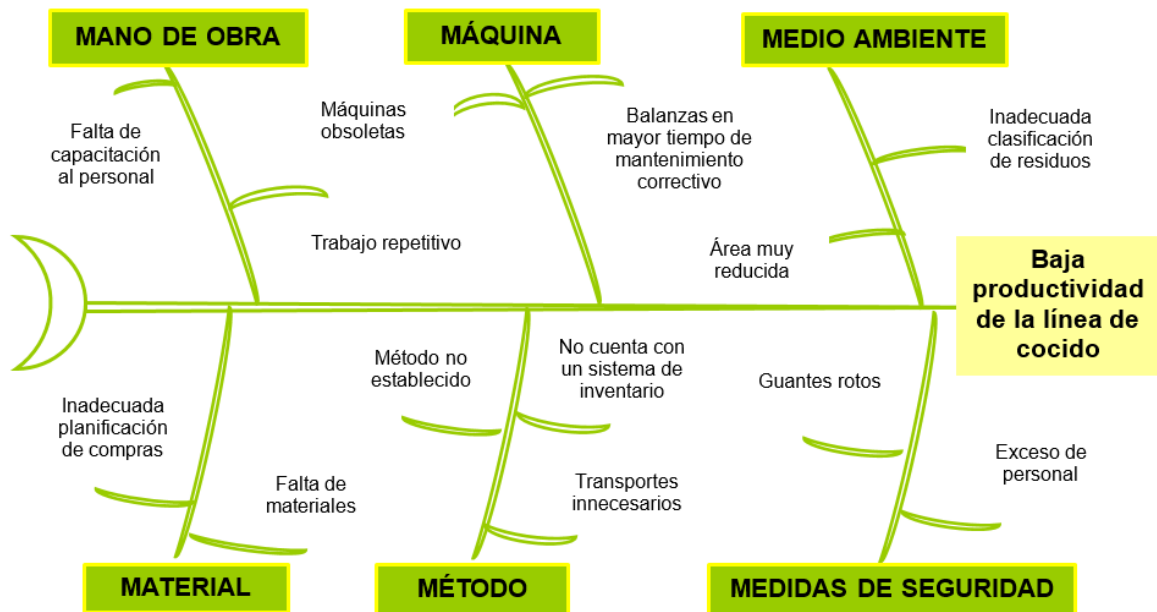 MANO DE OBRA
MÁQUINA
MEDIO AMBIENTE
Falta de
capacitación
al personal
Máquinas
obsoletas
Trabajo repetitivo
Balanzas en
mayor tiempo de
mantenimiento
correctivo
Inadecuada
clasificación
de residuos
Área muy
reducida
Baja
productividad
de la línea de
cocido
Inadecuada
planificación
de compras
Falta de
materiales
Método no
establecido
No cuenta con
un sistema de
inventario
Transportes
innecesarios
Guantes rotos
Exceso de
personal
MATERIAL
MÉTODO
MEDIDAS DE SEGURIDAD